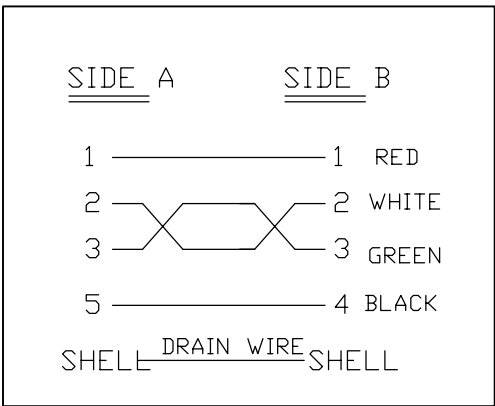 SIDE A SIDE B
1 1 RED
2 2 WHITE
3 3 GREEN
5 4 BLACK
SHELL DRAIN WIRE SHELL